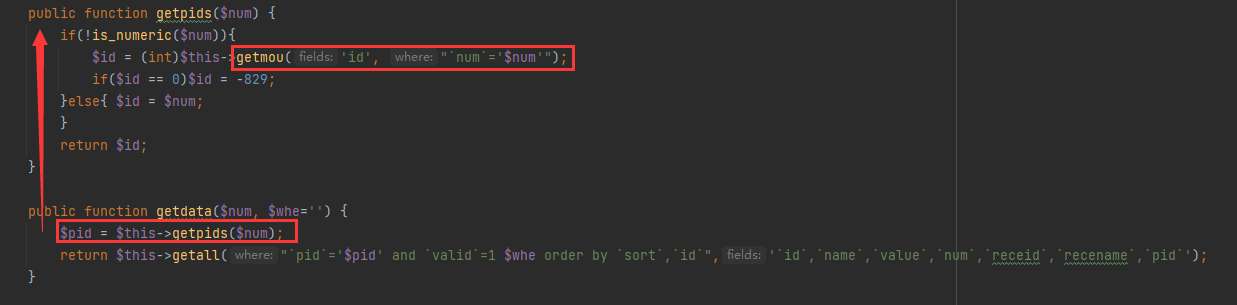 public function getpids($num) {
if(!is_numeric($num)){
$id = (int)$this->getmou( fields: 'id', where: "`num`='$num'");
if($id == 0)$id = -829;
}else{ $id = $num;
}
return $id;
}
public function getdata($num, $whe='') {
$pid = $this->getpids($num);
return $this->getall( where: "`pid`='$pid' and `valid`=1 $whe order by `sort`,`id`", fields: '`id`,`name`,`value`,`num`,`receid`,`recename`,`pid`');
}